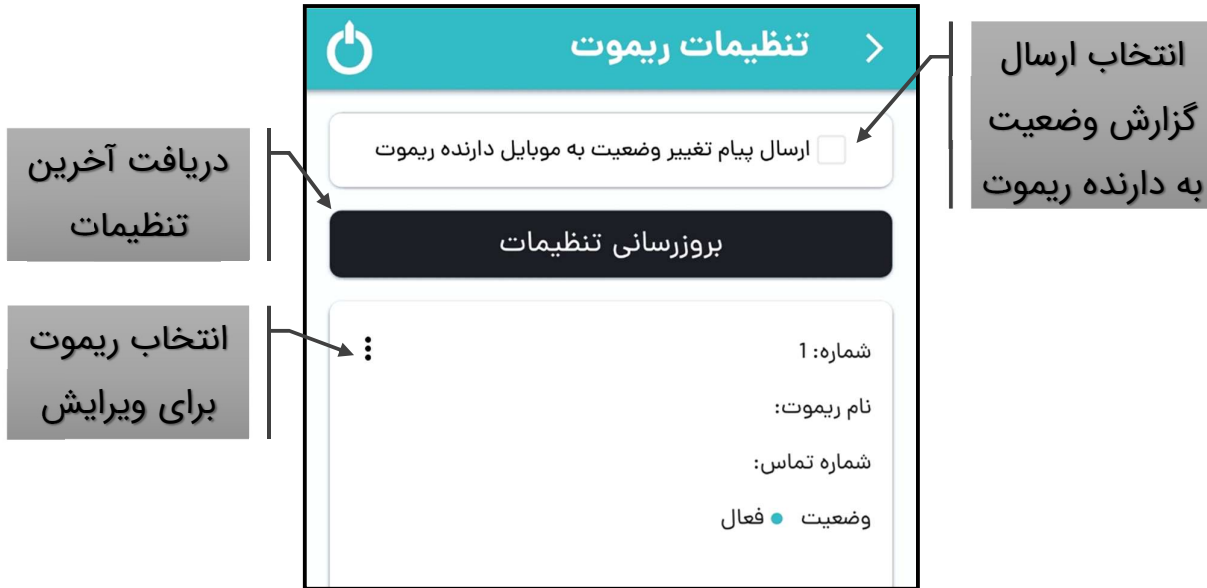 تنظیمات ریموت
انتخاب ارسال
گزارش وضعیت
به دارنده ریموت
ارسال پیام تغییر وضعیت به موبایل دارنده ریموت
دریافت آخرین
تنظیمات
بروزرسانی تنظیمات
انتخاب ریموت
برای ویرایش
شماره: 1
نام ریموت:
شماره تماس:
وضعیت ● فعال